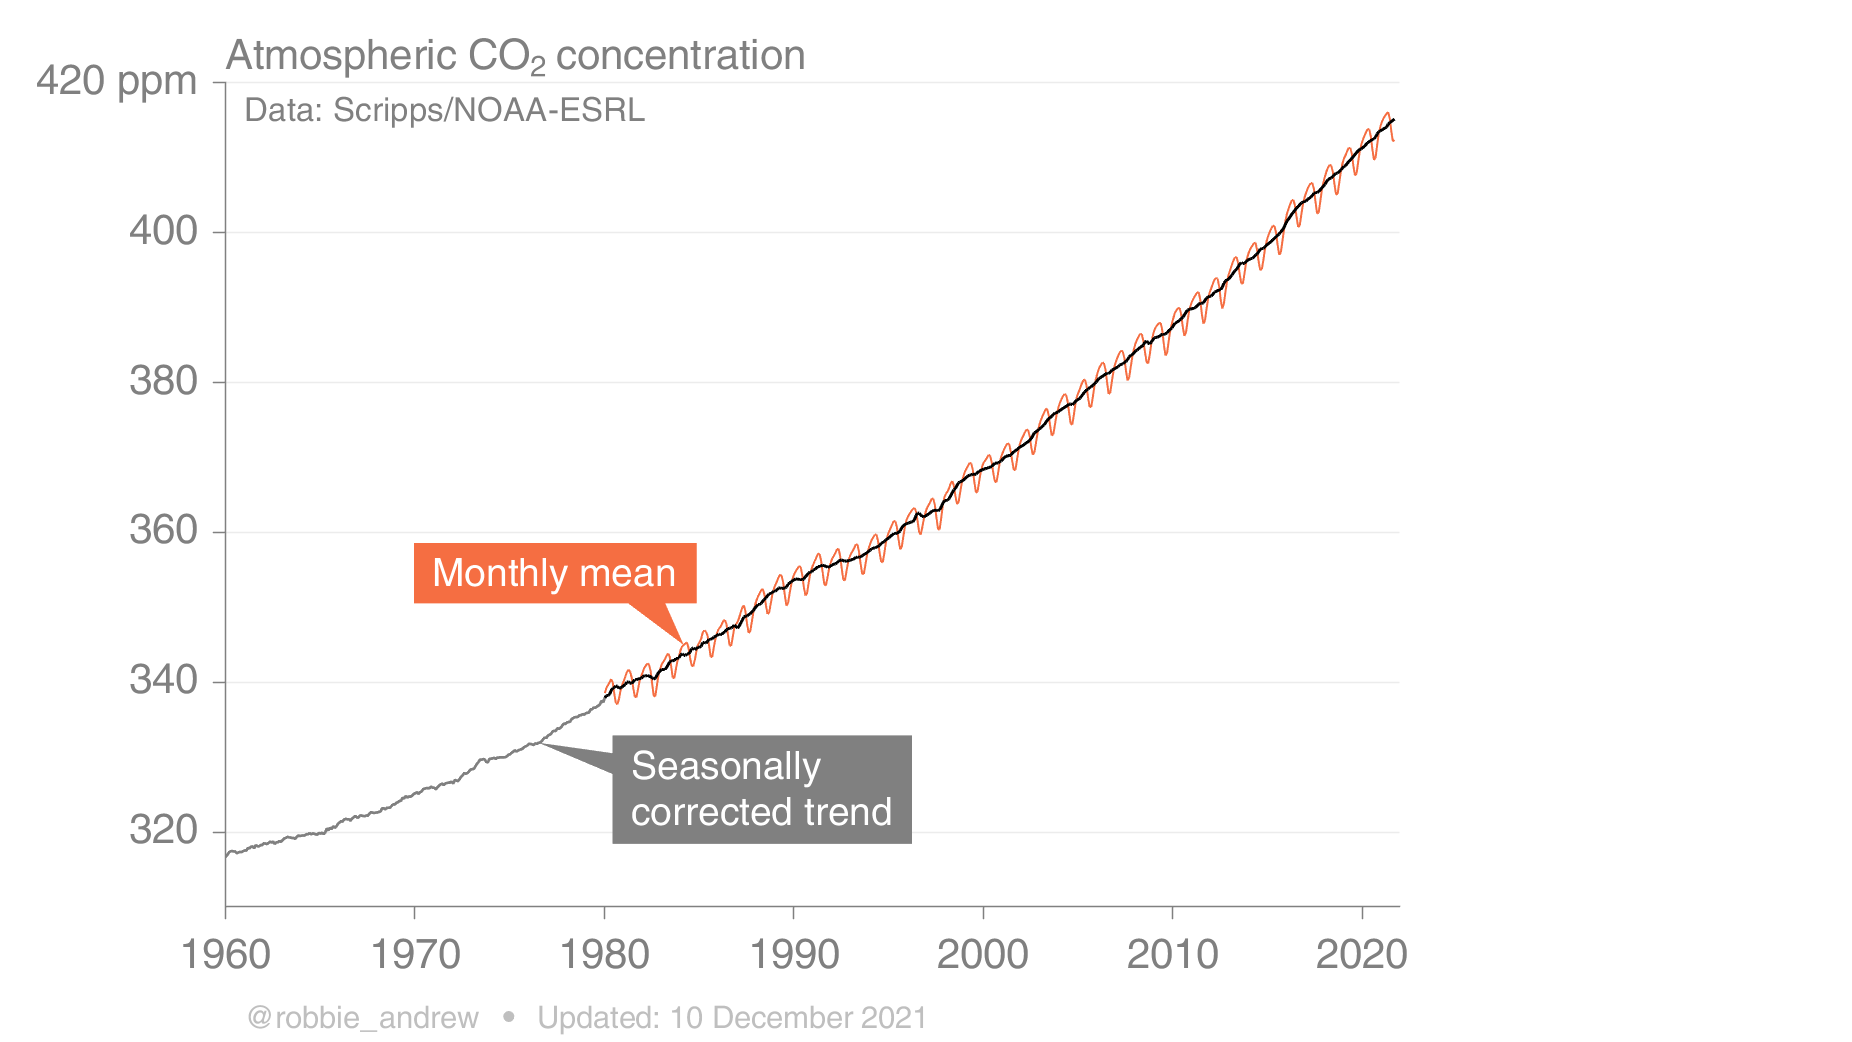 Atmospheric CO₂ concentration
420 ppm
Data: Scripps/NOAA-ESRL
400
380
360
Monthly mean
340
Seasonally
corrected trend
320
1960 1970 1980 1990 2000 2010 2020
@robbie_andrew • Updated: 10 December 2021